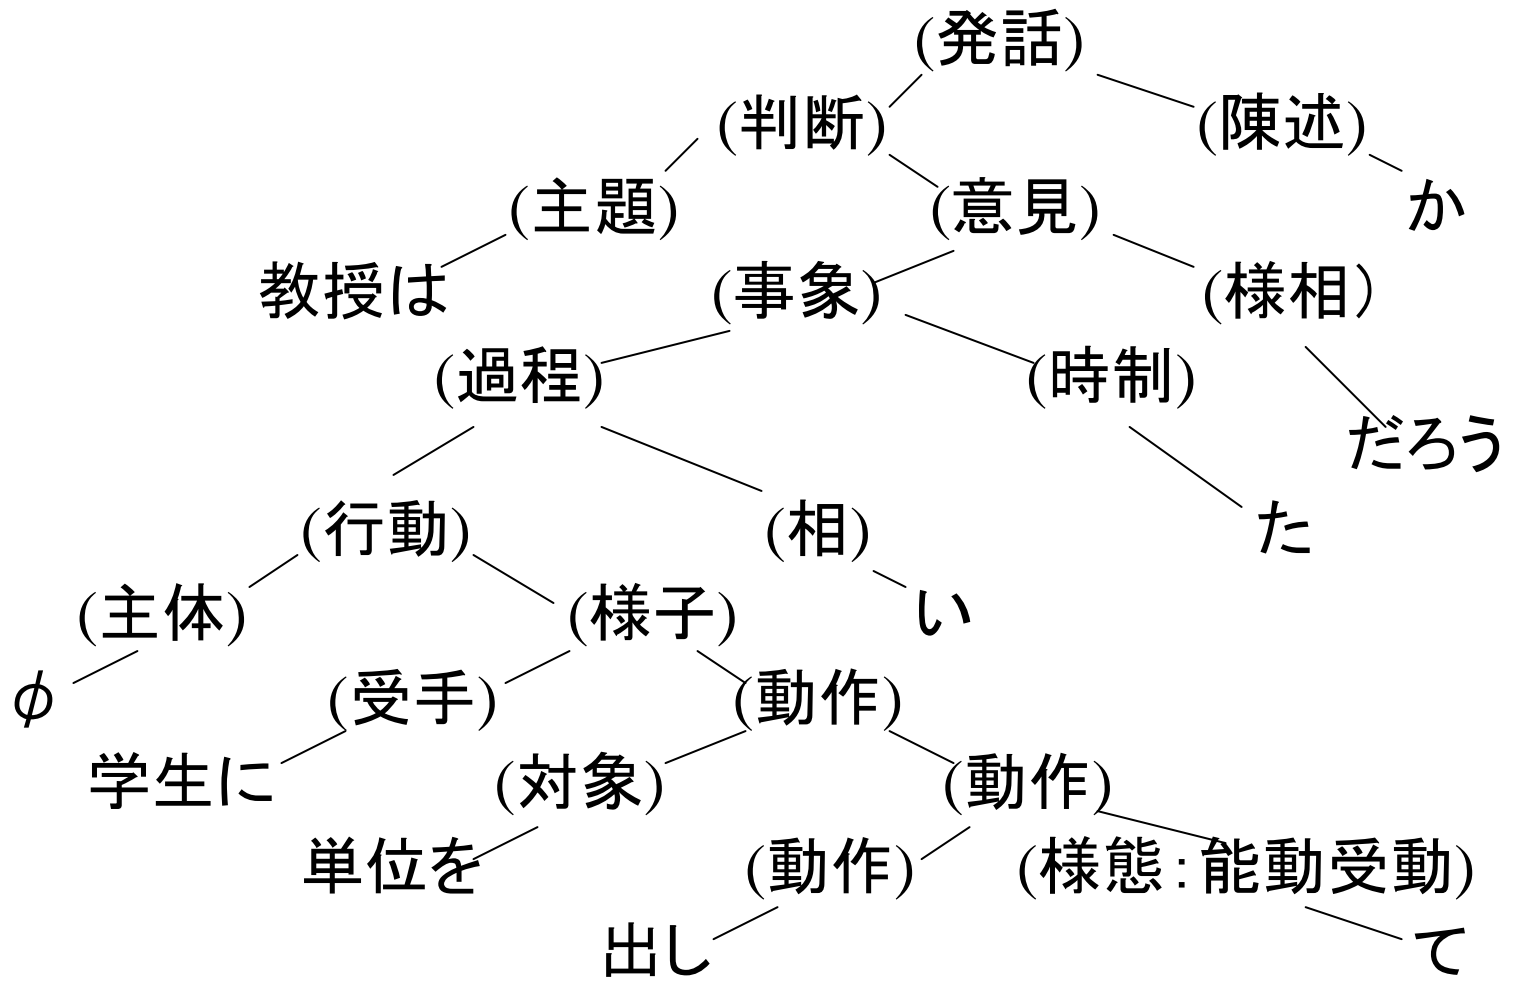 (発話)
(判断) (陳述)
(主題) (意見) か
教授は (事象) (様相）
(過程) (時制)
だろう
(行動) (相) た
(主体) (様子) い
φ (受手) (動作)
学生に (対象) (動作)
単位を (動作) (様態:能動受動)
出し て